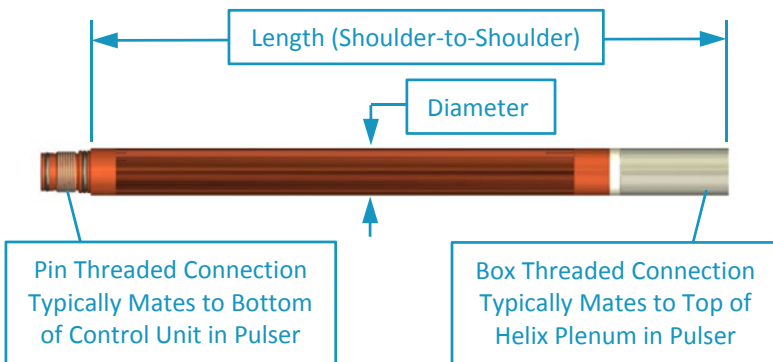 Length (Shoulder-to-Shoulder)
Diameter
Pin Threaded Connection
Typically Mates to Bottom
of Control Unit in Pulser
Box Threaded Connection
Typically Mates to Top of
Helix Plenum in Pulser